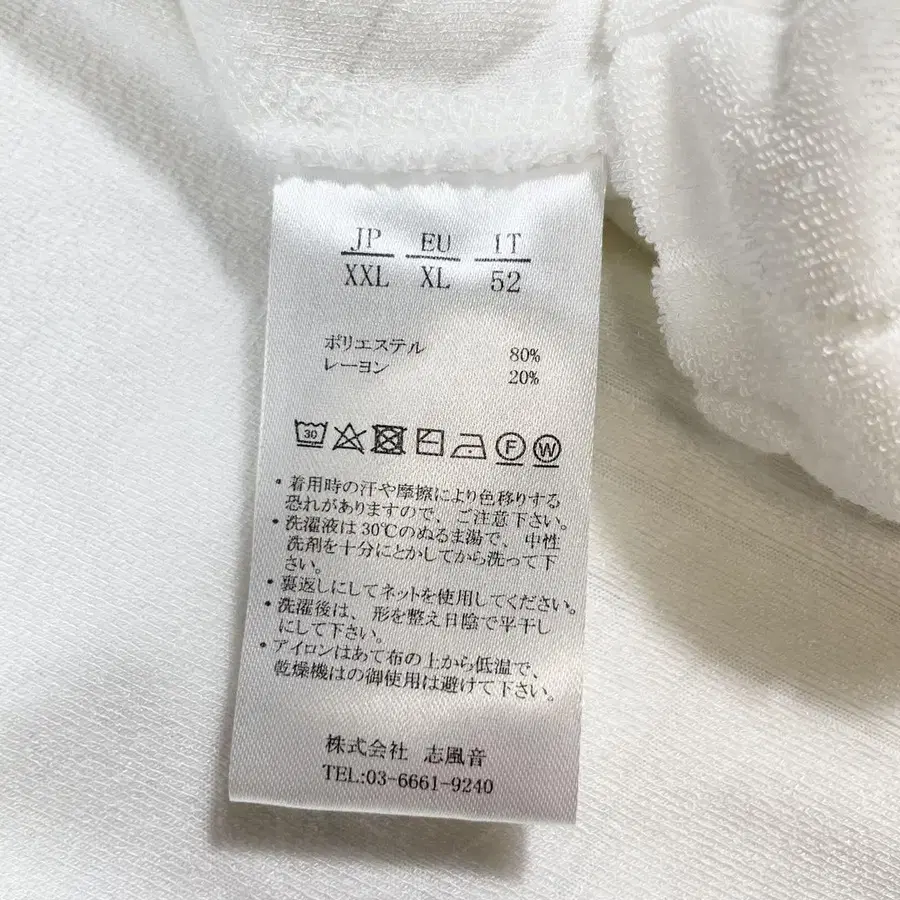 JP EU IT
XXL XL 52
ポリエステル 80%
レーヨン 20%
30 F W
・着用時の汗や摩擦により色移りする
恐れがありますので、ご注意下さい。
・洗濯液は30℃のぬるま湯で、中性
洗剤を十分にとかしてから洗って下
さい。
・裏返しにしてネットを使用してください。
・洗濯後は、形を整え日陰で平干し
にして下さい。
・アイロンはあて布の上から低温で、
乾燥機はの御使用は避けて下さい。
株式会社 志風音
TEL:03-6661-9240